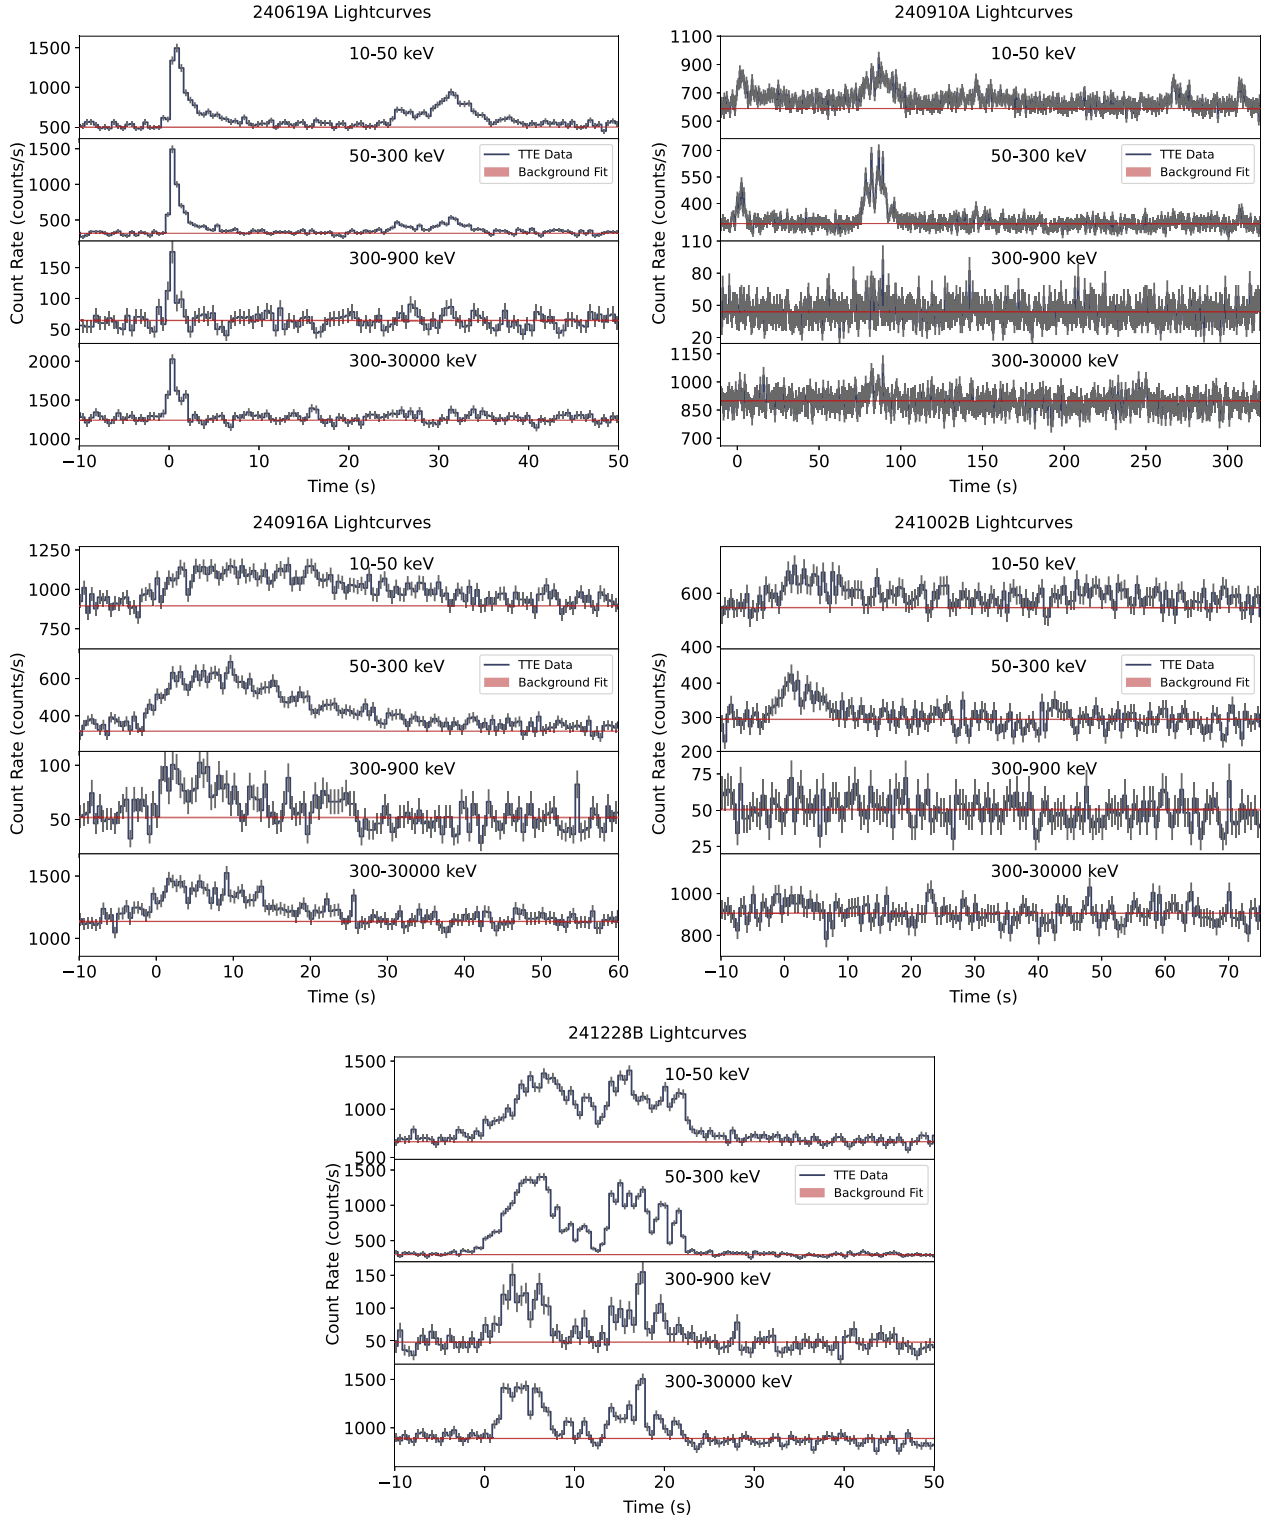 240619A Lightcurves
10-50 keV
1500
1000
500
50-300 keV
TTE Data
Background Fit
1500
1000
500
300-900 keV
150
100
50
300-30000 keV
2000
1500
1000
Count Rate (counts/s)
−10 0 10 20 30 40 50
Time (s)
240910A Lightcurves
10-50 keV
1100
900
700
500
50-300 keV
TTE Data
Background Fit
700
550
400
300-900 keV
110
80
50
20
300-30000 keV
1150
1000
850
700
Count Rate (counts/s)
0 50 100 150 200 250 300
Time (s)
240916A Lightcurves
10-50 keV
1250
1000
750
50-300 keV
TTE Data
Background Fit
600
400
300-900 keV
100
50
300-30000 keV
1500
1000
Count Rate (counts/s)
−10 0 10 20 30 40 50 60
Time (s)
241002B Lightcurves
10-50 keV
600
400
50-300 keV
TTE Data
Background Fit
400
300
200
300-900 keV
75
50
25
300-30000 keV
1000
800
Count Rate (counts/s)
−10 0 10 20 30 40 50 60 70
Time (s)
241228B Lightcurves
10-50 keV
1500
1000
500
50-300 keV
TTE Data
Background Fit
1500
1000
500
300-900 keV
150
100
50
300-30000 keV
1500
1000
Count Rate (counts/s)
−10 0 10 20 30 40 50
Time (s)